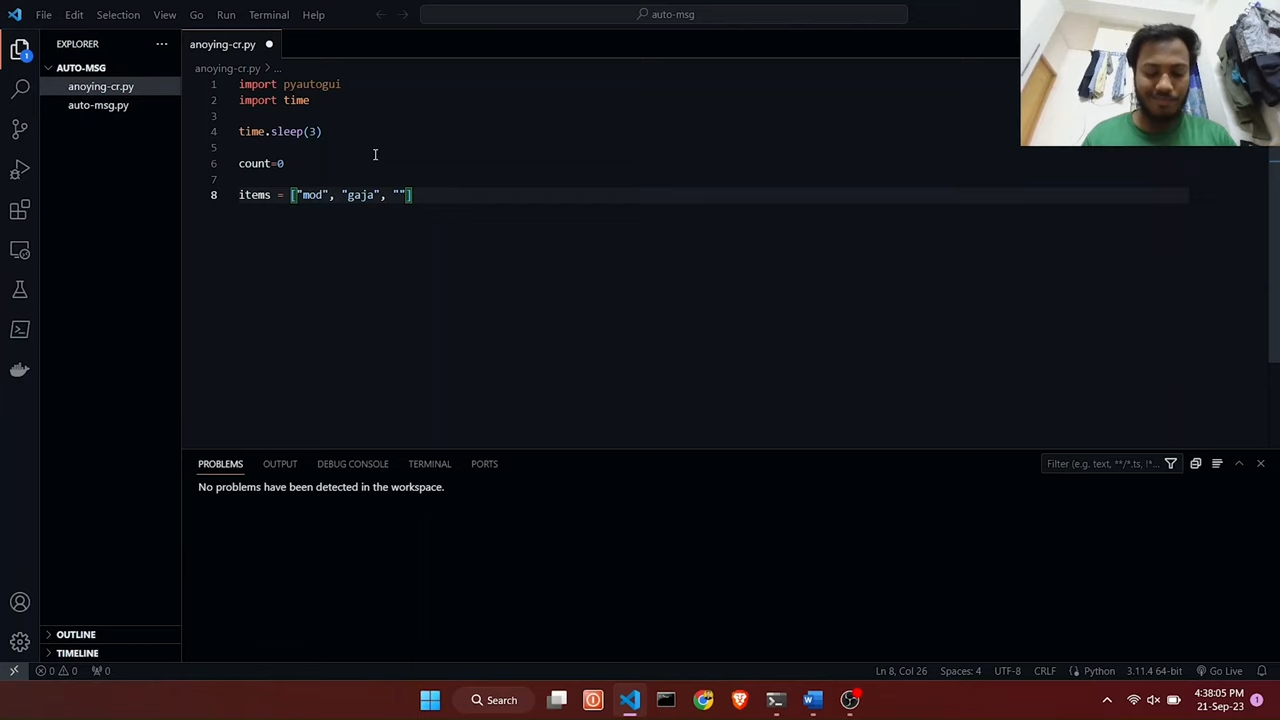 File Edit Selection View Go Run Terminal Help
auto-msg
EXPLORER
AUTO-MSG
anoying-cr.py
auto-msg.py
OUTLINE
TIMELINE
anoying-cr.py
anoying-cr.py > ...
1 import pyautogui
2 import time
3
4 time.sleep(3)
5
6 count=0
7
8 items = ["mod", "gaja", ""]
PROBLEMS OUTPUT DEBUG CONSOLE TERMINAL PORTS
Filter (e.g. text, **/*.ts, !*...
No problems have been detected in the workspace.
0 0 0 Ln 8, Col 26 Spaces: 4 UTF-8 CRLF Python 3.11.4 64-bit Go Live
Search
4:38:05 PM
21-Sep-23